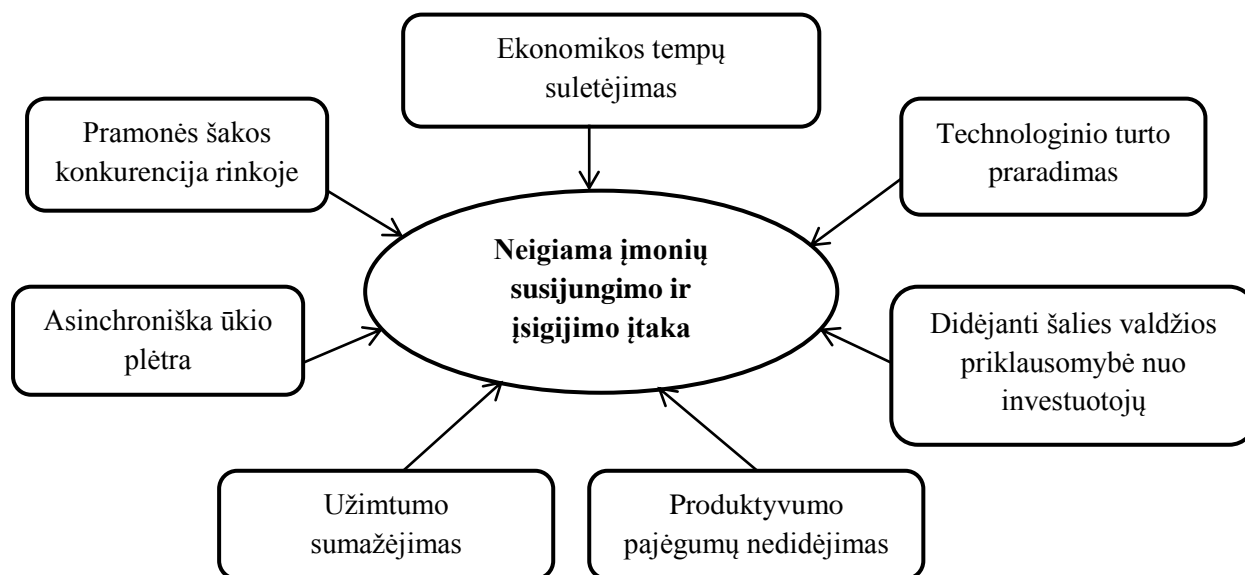 Ekonomikos tempų
suletėjimas
Pramonės šakos
konkurencija rinkoje
Technologinio turto
praradimas
Neigiama įmonių
susijungimo ir
įsigijimo įtaka
Asinchroniška ūkio
plėtra
Didėjanti šalies valdžios
priklausomybė nuo
investuotojų
Užimtumo
sumažėjimas
Produktyvumo
pajėgumų nedidėjimas